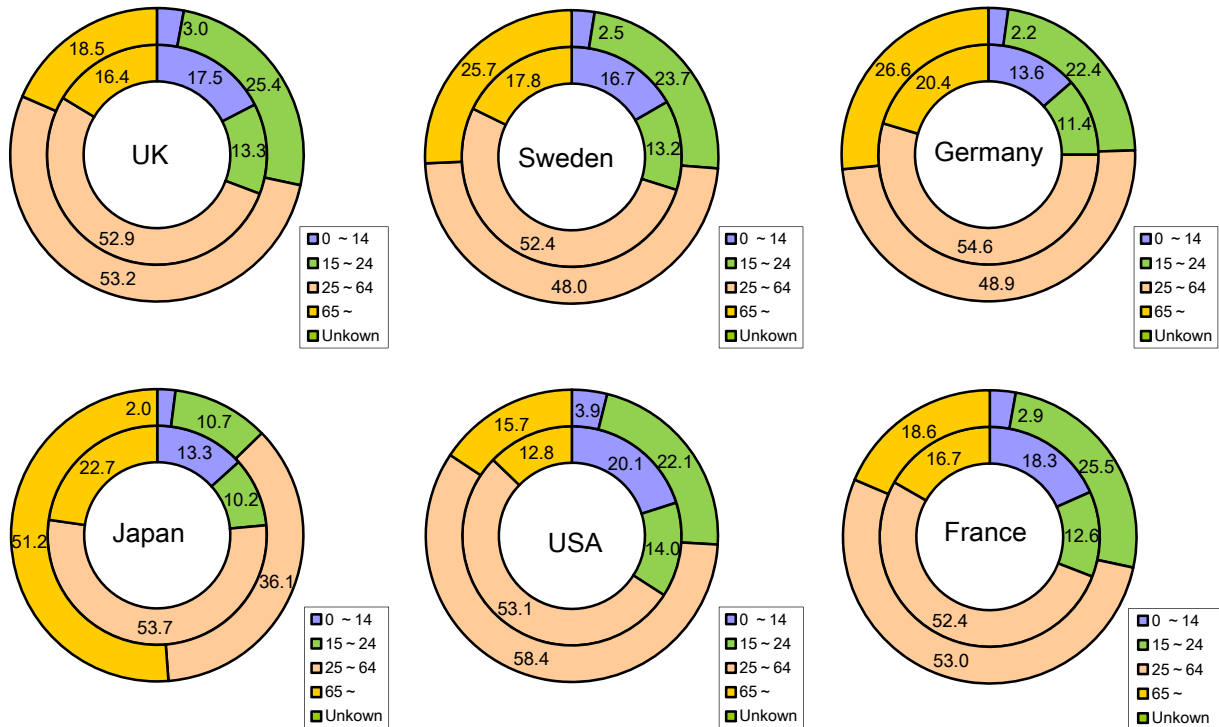 3.0
18.5
16.4
17.5
25.4
13.3
UK
52.9
53.2
0 ~ 14
15 ~ 24
25 ~ 64
65 ~
Unkown
2.5
25.7
17.8
16.7
23.7
13.2
Sweden
52.4
48.0
0 ~ 14
15 ~ 24
25 ~ 64
65 ~
Unkown
2.2
26.6
20.4
13.6
22.4
11.4
Germany
54.6
48.9
0 ~ 14
15 ~ 24
25 ~ 64
65 ~
Unkown
2.0
10.7
22.7
13.3
10.2
Japan
51.2
36.1
53.7
0 ~ 14
15 ~ 24
25 ~ 64
65 ~
Unkown
3.9
15.7
12.8
20.1
22.1
14.0
USA
53.1
58.4
0 ~ 14
15 ~ 24
25 ~ 64
65 ~
Unkown
2.9
18.6
16.7
18.3
25.5
12.6
France
52.4
53.0
0 ~ 14
15 ~ 24
25 ~ 64
65 ~
Unkown